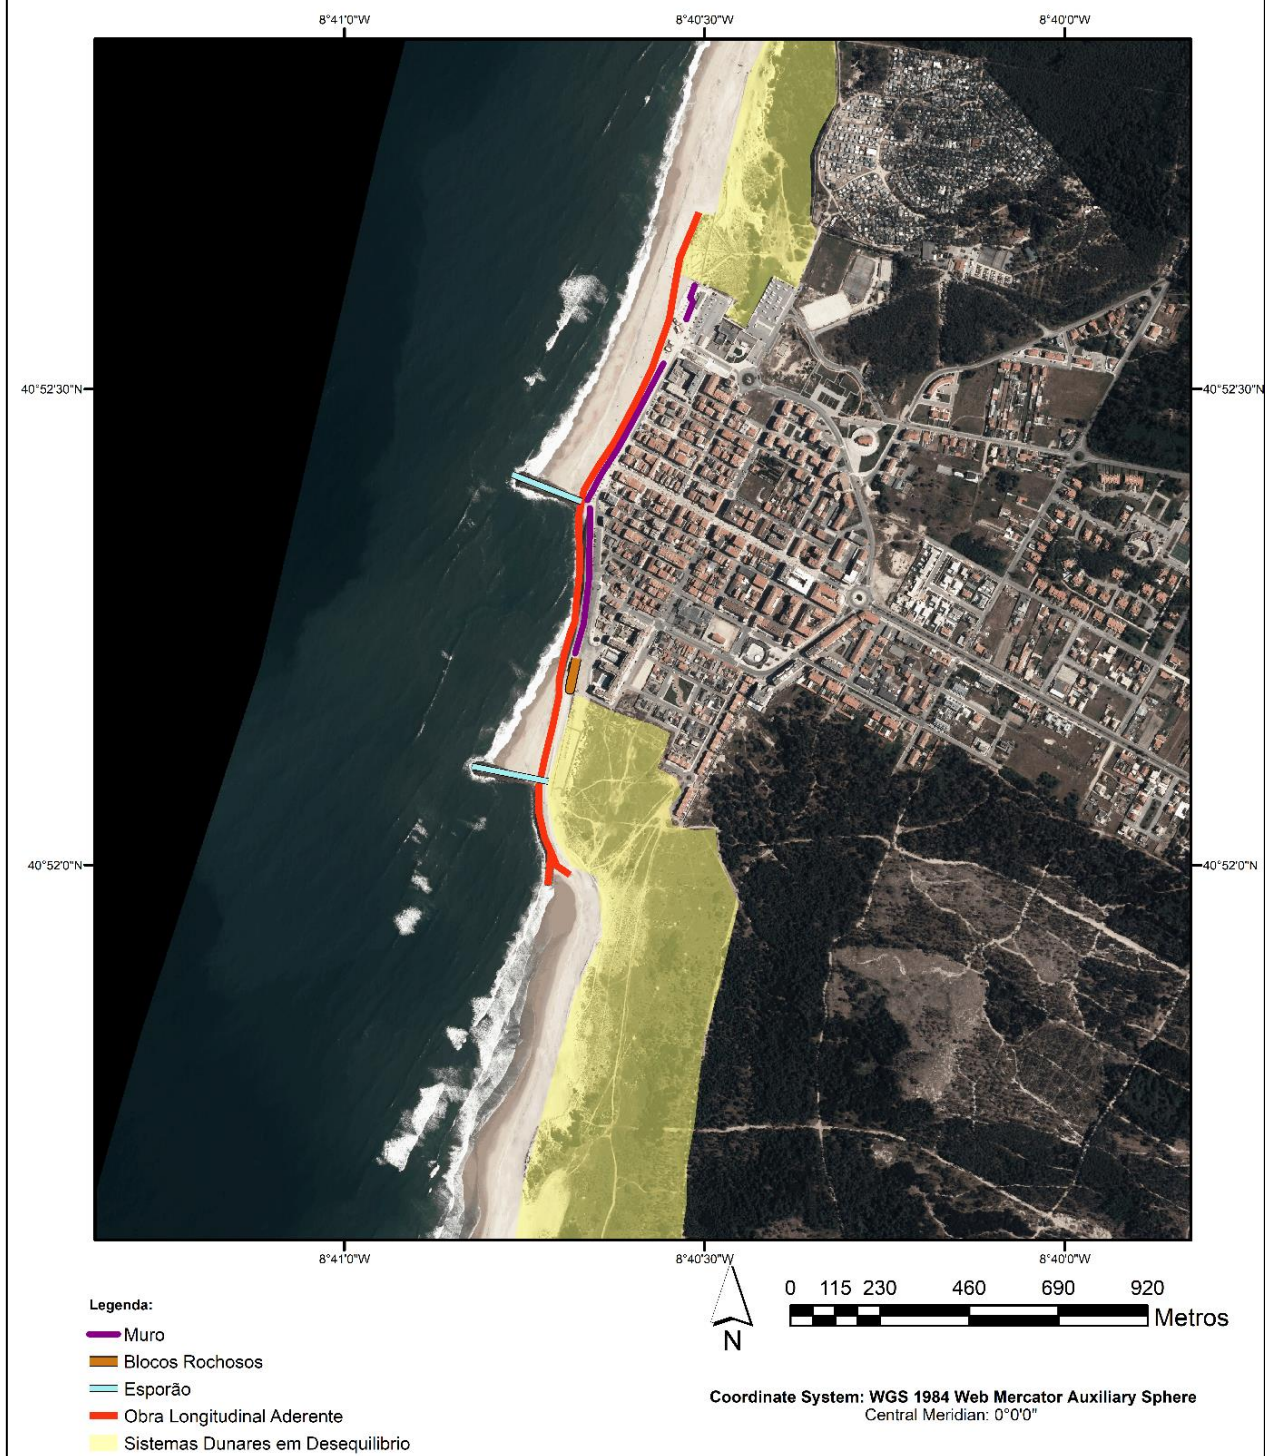 8°41'0"W
8°40'30"W
8°40'0"W
40°52'30"N
40°52'30"N
40°52'0"N
40°52'0"N
8°41'0"W
8°40'30"W
8°40'0"W
0 115 230 460 690 920
Metros
N
Legenda:
Muro
Blocos Rochosos
Esporão
Obra Longitudinal Aderente
Sistemas Dunares em Desequilibrio
Coordinate System: WGS 1984 Web Mercator Auxiliary Sphere
Central Meridian: 0°0'0"